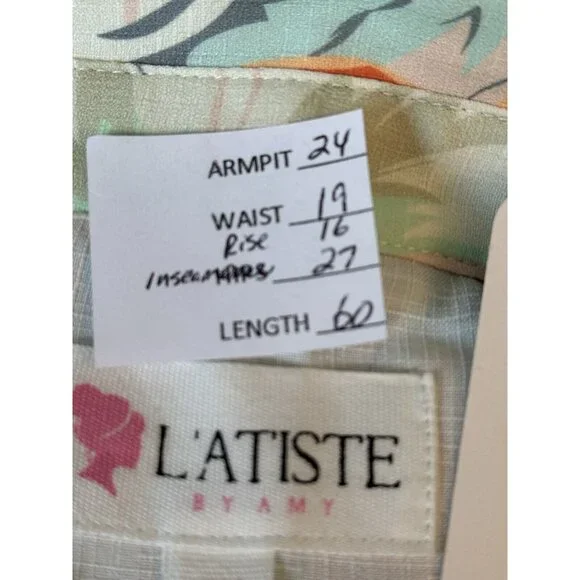 ARMPIT 24
WAIST 19
Rise 16
Inseam 27
LENGTH 60
L'ATISTE
BY AMY